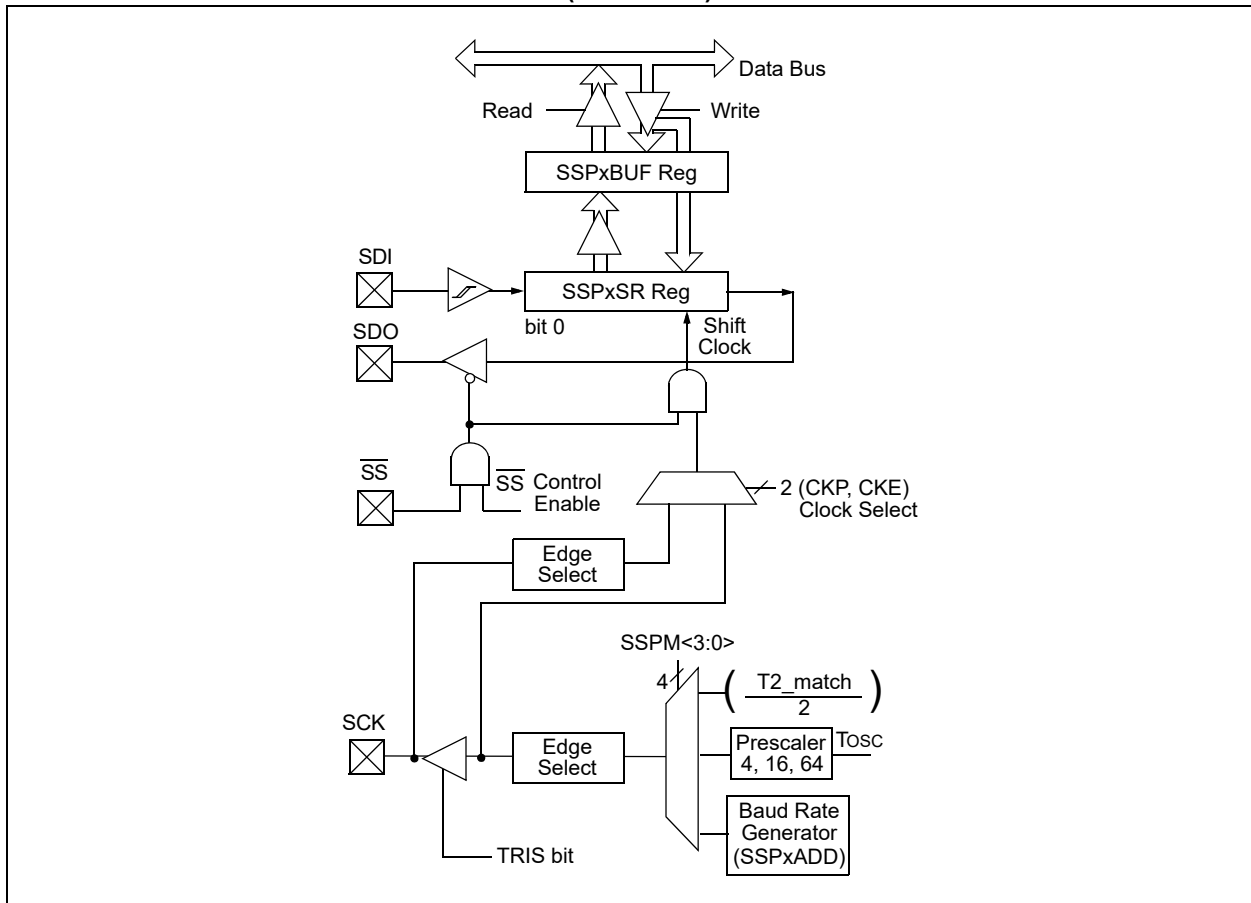 Data Bus
Read
Write
SSPxBUF Reg
SDI
SSPxSR Reg
bit 0
Shift
Clock
SDO
SS
SS Control
Enable
2 (CKP, CKE)
Clock Select
Edge
Select
SSPM<3:0>
4
( T2_match )
2
SCK
Edge
Select
Prescaler
4, 16, 64
TOSC
Baud Rate
Generator
(SSPxADD)
TRIS bit